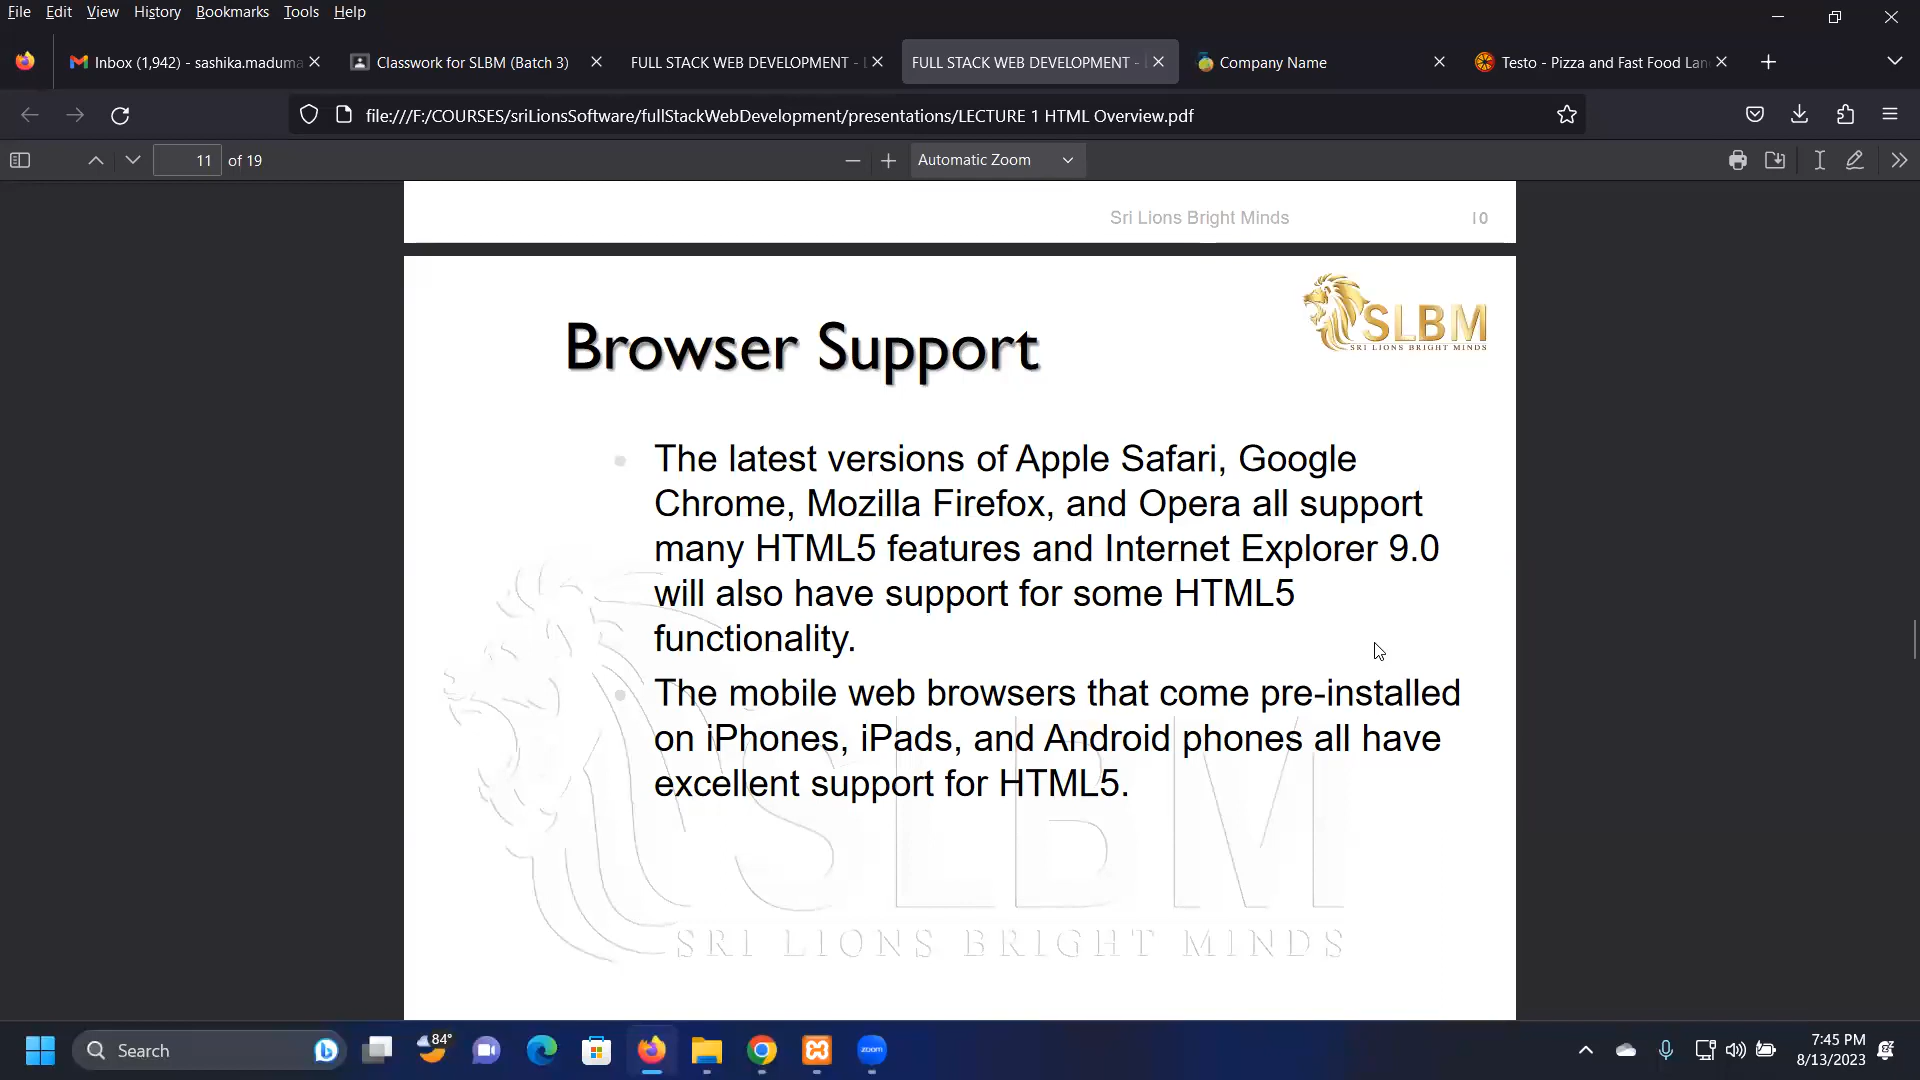 File Edit View History Bookmarks Tools Help
Inbox (1,942) - sashika.maduma
Classwork for SLBM (Batch 3)
FULL STACK WEB DEVELOPMENT - L
FULL STACK WEB DEVELOPMENT -
Company Name
Testo - Pizza and Fast Food Lan
file:///F:/COURSES/sriLionsSoftware/fullStackWebDevelopment/presentations/LECTURE 1 HTML Overview.pdf
11 of 19
Automatic Zoom
Sri Lions Bright Minds 10
SLBM
SRI LIONS BRIGHT MINDS
Browser Support
The latest versions of Apple Safari, Google
Chrome, Mozilla Firefox, and Opera all support
many HTML5 features and Internet Explorer 9.0
will also have support for some HTML5
functionality.
The mobile web browsers that come pre-installed
on iPhones, iPads, and Android phones all have
excellent support for HTML5.
SLBM
SRI LIONS BRIGHT MINDS
Search
84°
zoom
7:45 PM
8/13/2023